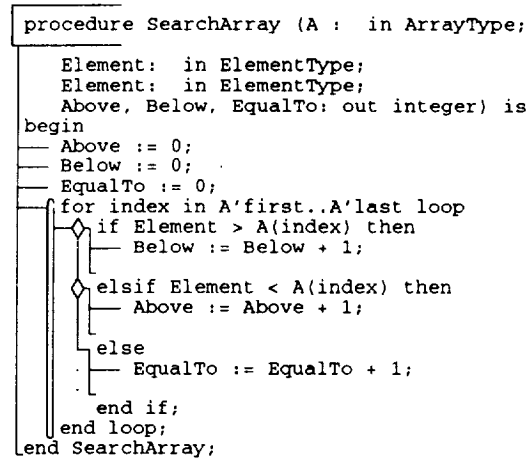 procedure SearchArray (A : in ArrayType;
Element: in ElementType;
Element: in ElementType;
Above, Below, EqualTo: out integer) is
begin
Above := 0;
Below := 0;
EqualTo := 0;
for index in A'first..A'last loop
if Element > A(index) then
Below := Below + 1;
elsif Element < A(index) then
Above := Above + 1;
else
EqualTo := EqualTo + 1;
end if;
end loop;
end SearchArray;